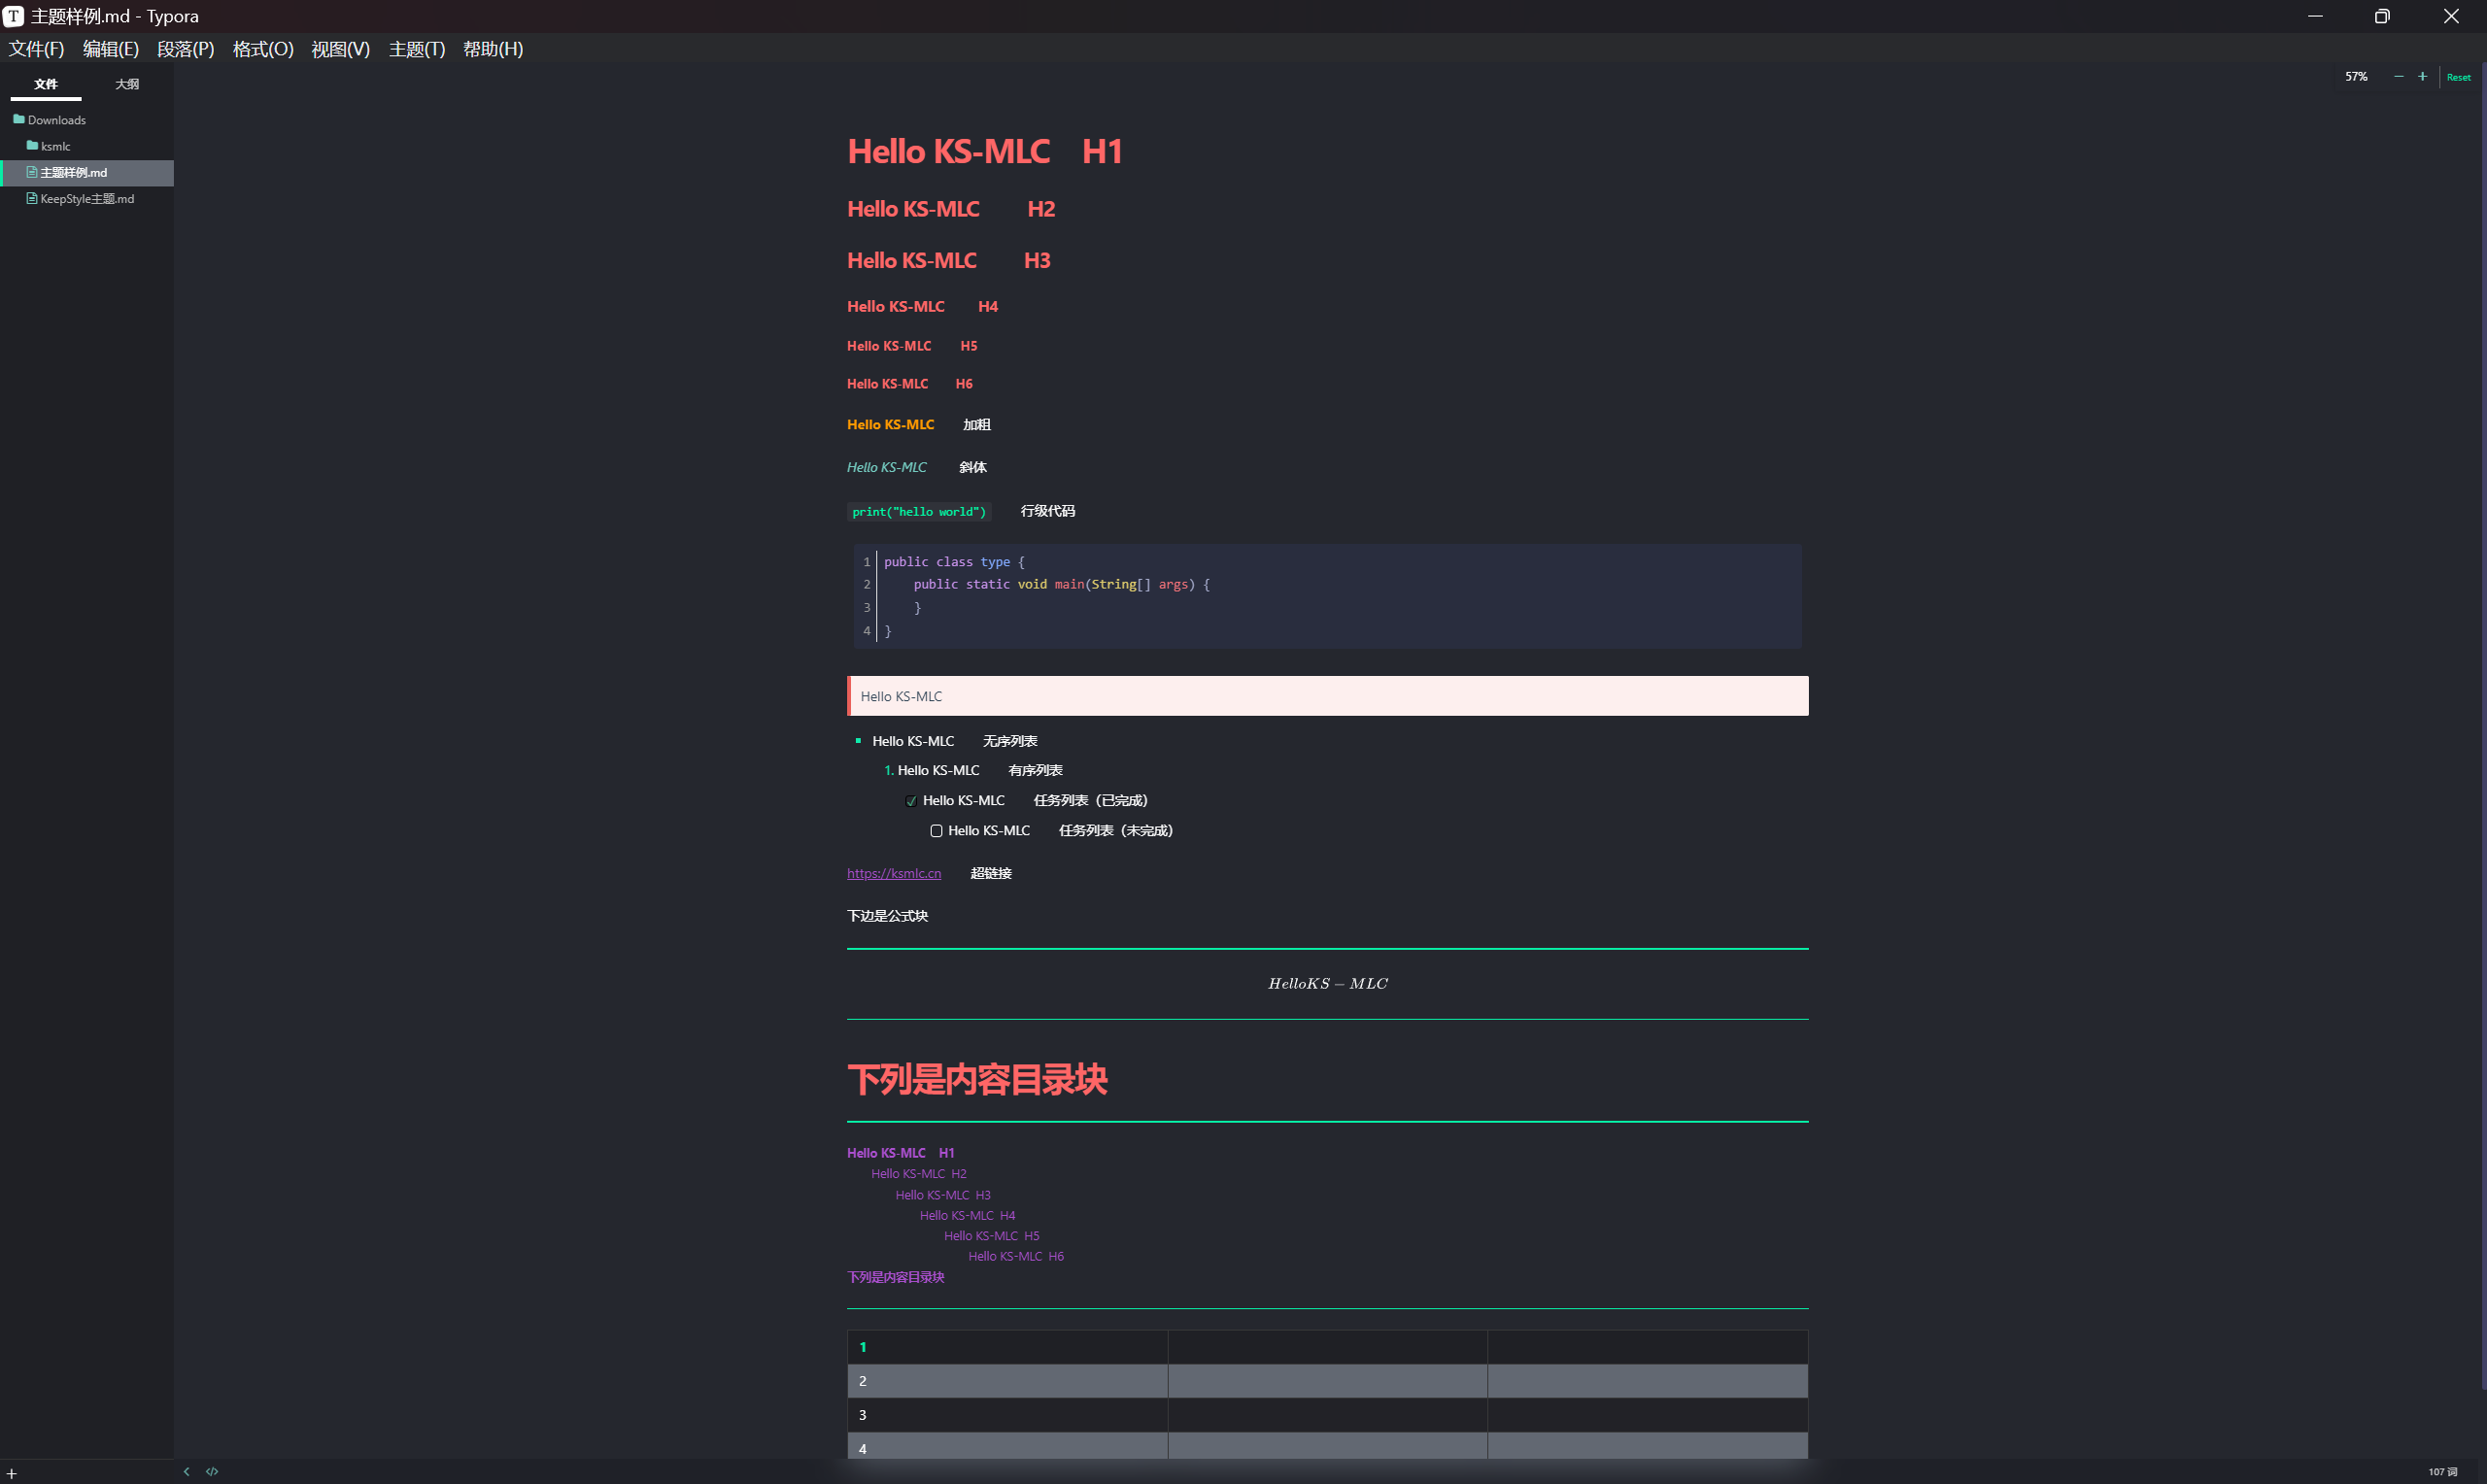 T 主题样例.md - Typora
文件(F) 编辑(E) 段落(P) 格式(O) 视图(V) 主题(T) 帮助(H)
文件 大纲
57% − + Reset
Downloads
ksmlc
主题样例.md
KeepStyle主题.md
Hello KS-MLC H1
Hello KS-MLC H2
Hello KS-MLC H3
Hello KS-MLC H4
Hello KS-MLC H5
Hello KS-MLC H6
Hello KS-MLC 加粗
Hello KS-MLC 斜体
print("hello world") 行级代码
1 public class type {
2     public static void main(String[] args) {
3     }
4 }
Hello KS-MLC
Hello KS-MLC 无序列表
1. Hello KS-MLC 有序列表
Hello KS-MLC 任务列表（已完成）
Hello KS-MLC 任务列表（未完成）
https://ksmlc.cn 超链接
下边是公式块
HelloKS − MLC
下列是内容目录块
Hello KS-MLC H1
Hello KS-MLC H2
Hello KS-MLC H3
Hello KS-MLC H4
Hello KS-MLC H5
Hello KS-MLC H6
下列是内容目录块
1
2
3
4
+ < </> 107 词